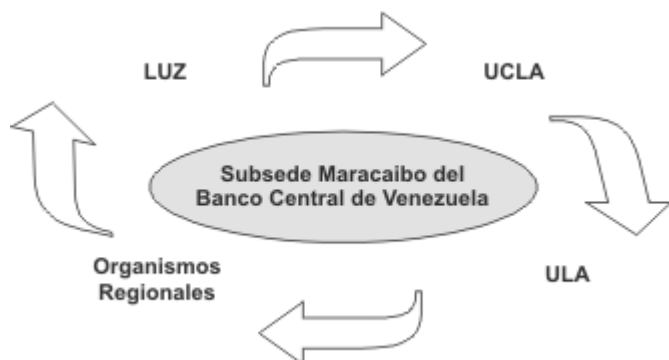 LUZ
UCLA
Subsede Maracaibo del
Banco Central de Venezuela
Organismos
Regionales
ULA